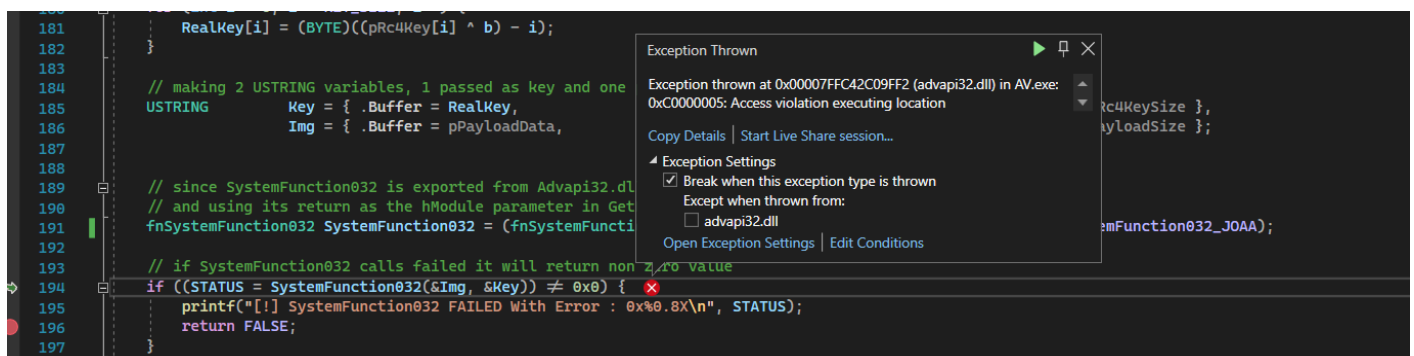 181 RealKey[i] = (BYTE)((pRc4Key[i] ^ b) - i);
182 }
183
184 // making 2 USTRING variables, 1 passed as key and one
185 USTRING Key = { .Buffer = RealKey, Rc4KeySize },
186 Img = { .Buffer = pPayloadData, ayloadSize };
187
188
189 // since SystemFunction032 is exported from Advapi32.dl
190 // and using its return as the hModule parameter in Get
191 fnSystemFunction032 SystemFunction032 = (fnSystemFuncti emFunction032_JOAA);
192
193 // if SystemFunction032 calls failed it will return non zero value
194 if ((STATUS = SystemFunction032(&Img, &Key)) ≠ 0x0) {
195 printf("[!] SystemFunction032 FAILED With Error : 0x%0.8X\n", STATUS);
196 return FALSE;
197 }
Exception Thrown
Exception thrown at 0x00007FFC42C09FF2 (advapi32.dll) in AV.exe:
0xC0000005: Access violation executing location
Copy Details | Start Live Share session...
Exception Settings
Break when this exception type is thrown
Except when thrown from:
advapi32.dll
Open Exception Settings | Edit Conditions